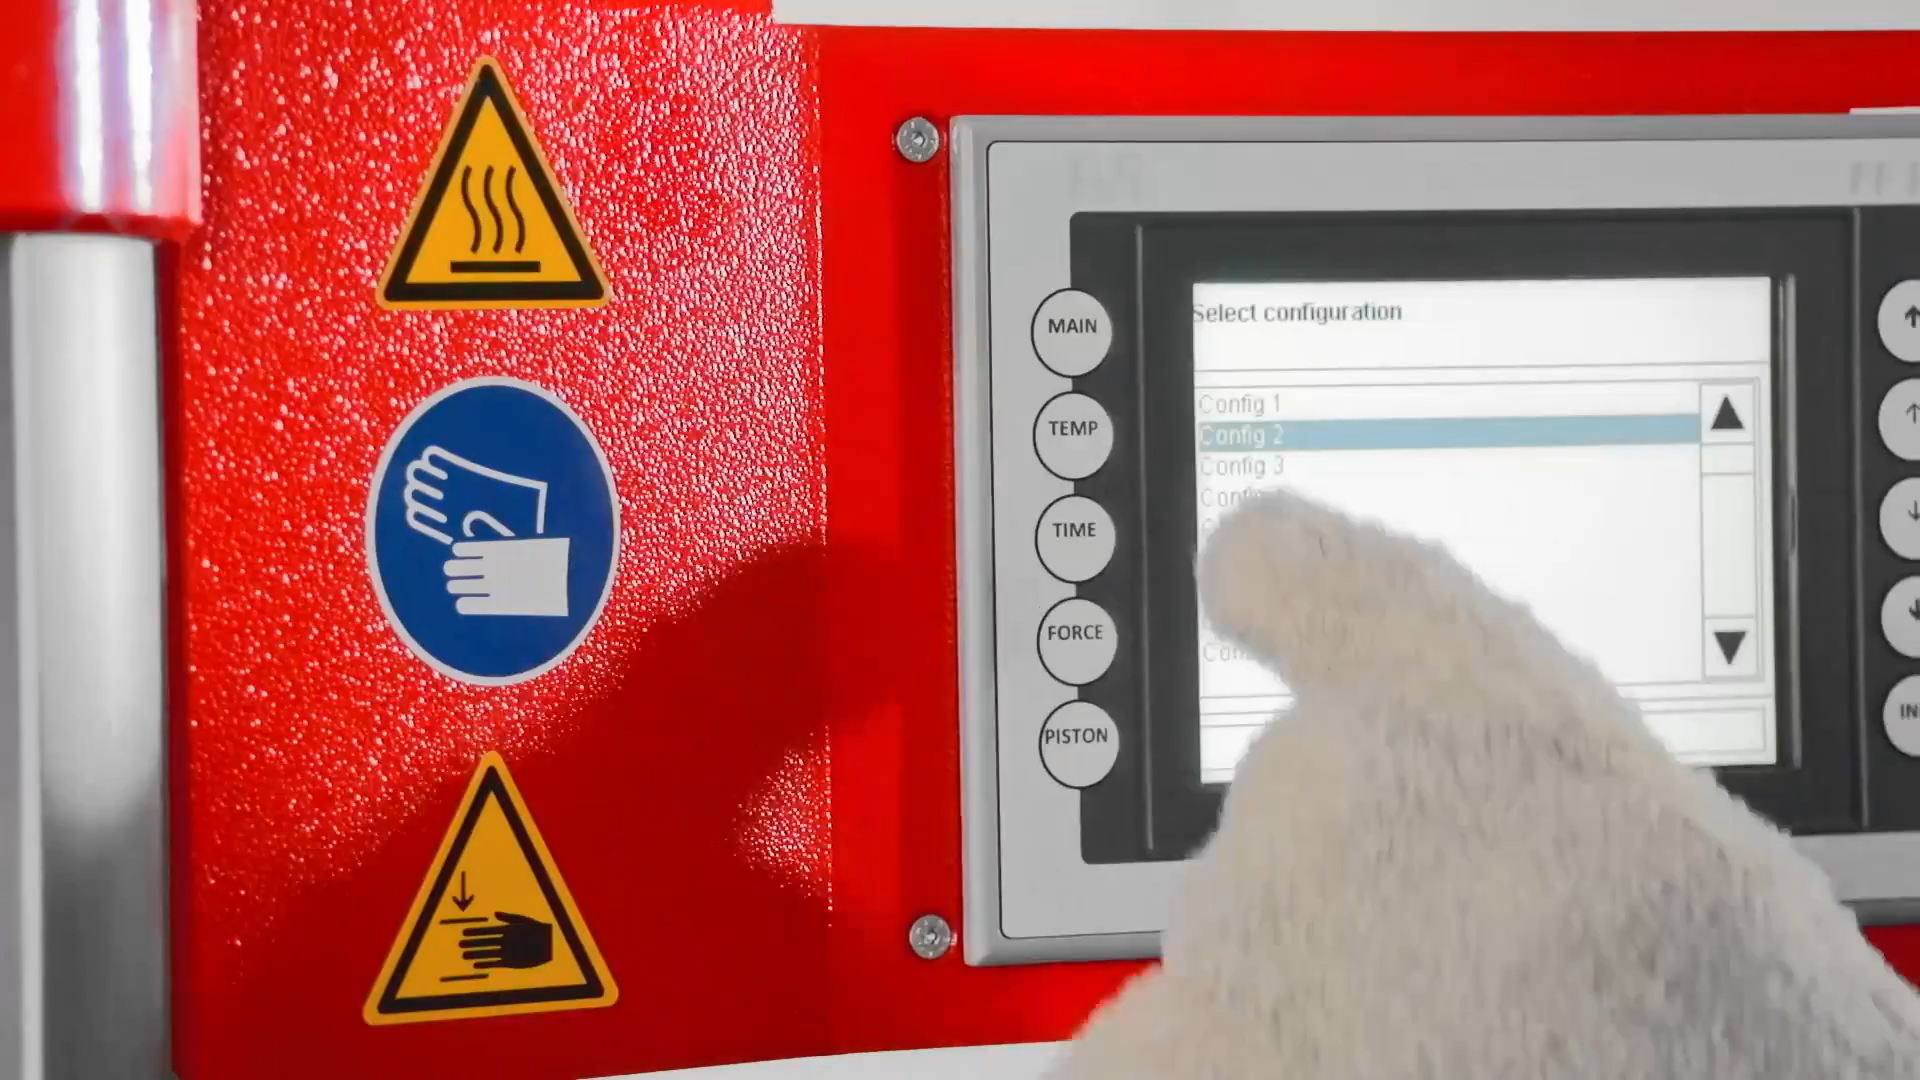 Select configuration
Config 1
Config 2
Config 3
MAIN
TEMP
TIME
FORCE
PISTON